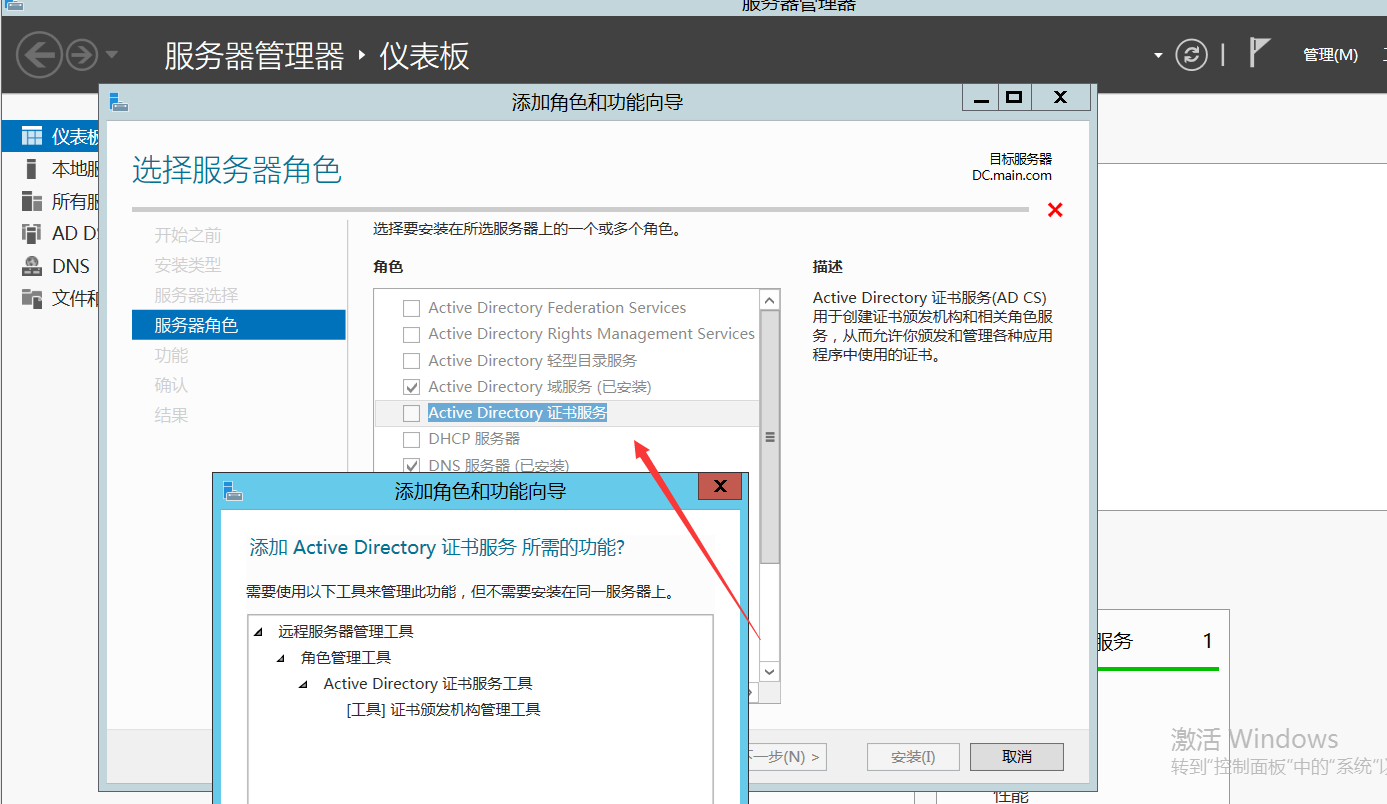 服务器管理器
服务器管理器 · 仪表板
管理(M)
添加角色和功能向导
仪表板
本地服
所有服
AD D
DNS
文件和
选择服务器角色
目标服务器
DC.main.com
开始之前
安装类型
服务器选择
服务器角色
功能
确认
结果
选择要安装在所选服务器上的一个或多个角色。
角色
Active Directory Federation Services
Active Directory Rights Management Services
Active Directory 轻型目录服务
Active Directory 域服务 (已安装)
Active Directory 证书服务
DHCP 服务器
DNS 服务器 (已安装)
描述
Active Directory 证书服务(AD CS)
用于创建证书颁发机构和相关角色服
务，从而允许你颁发和管理各种应用
程序中使用的证书。
添加角色和功能向导
添加 Active Directory 证书服务 所需的功能?
需要使用以下工具来管理此功能，但不需要安装在同一服务器上。
远程服务器管理工具
角色管理工具
Active Directory 证书服务工具
[工具] 证书颁发机构管理工具
下一步(N) >
安装(I)
取消
服务
1
激活 Windows
转到"控制面板"中的"系统"以
性能